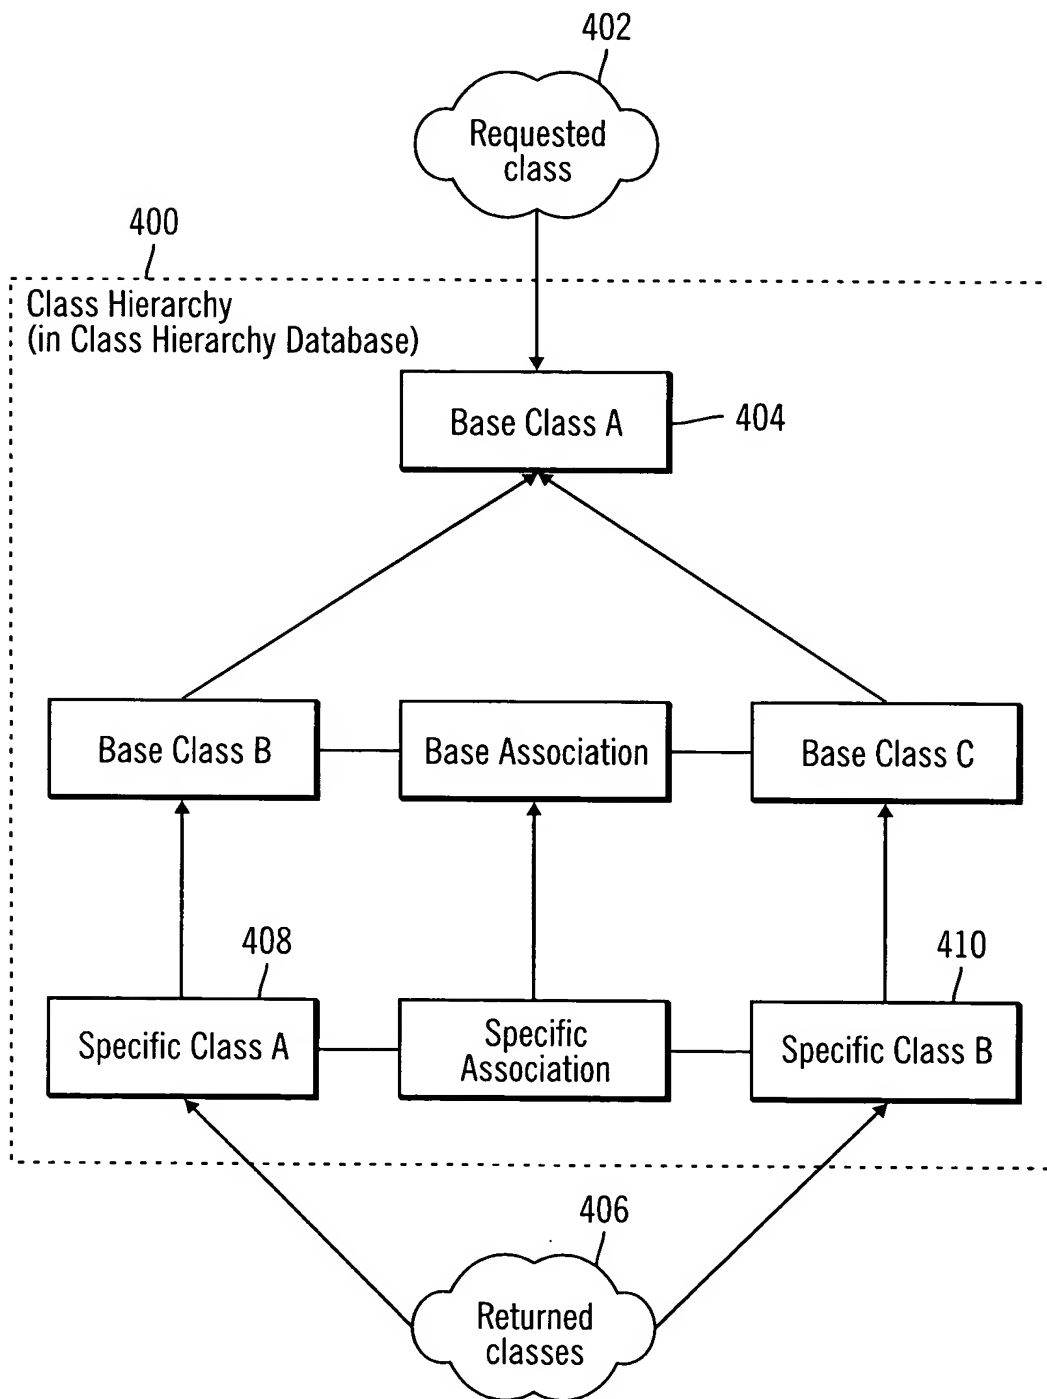 402
Requested
class
400
Class Hierarchy
(in Class Hierarchy Database)
Base Class A
404
Base Class B
Base Association
Base Class C
408
410
Specific Class A
Specific
Association
Specific Class B
406
Returned
classes